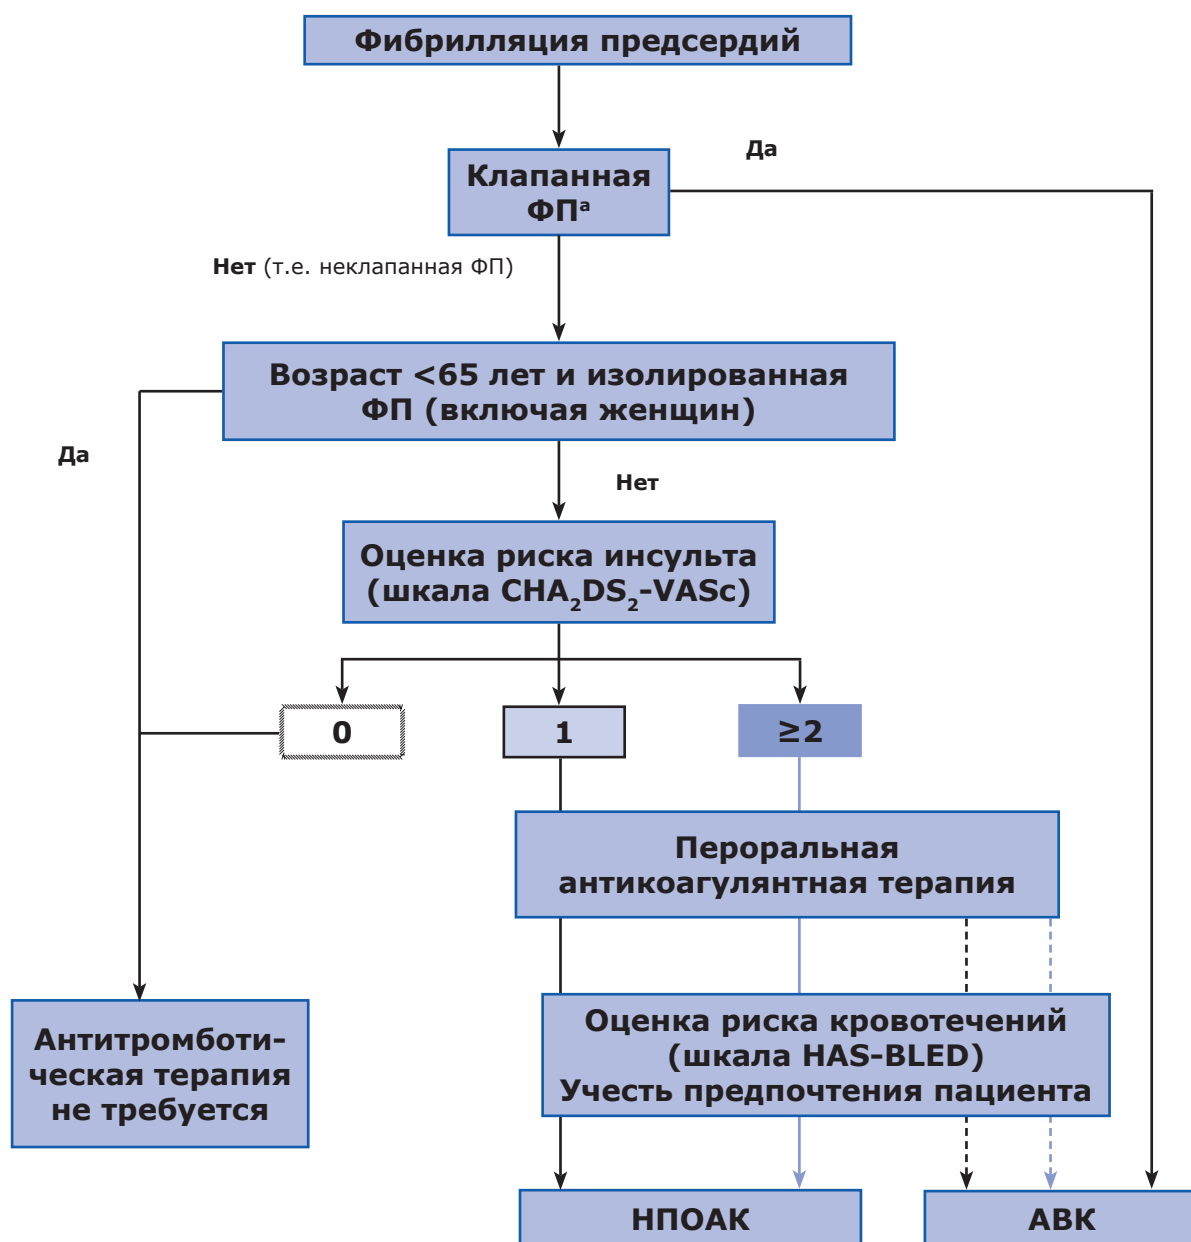 Фибрилляция предсердий
Да
Клапанная
ФПᵃ
Нет (т.е. неклапанная ФП)
Возраст <65 лет и изолированная
ФП (включая женщин)
Да
Нет
Оценка риска инсульта
(шкала CHA₂DS₂-VASc)
0
1
≥2
Пероральная
антикоагулянтная терапия
Антитромботи-
ческая терапия
не требуется
Оценка риска кровотечений
(шкала HAS-BLED)
Учесть предпочтения пациента
НПОАК
АВК